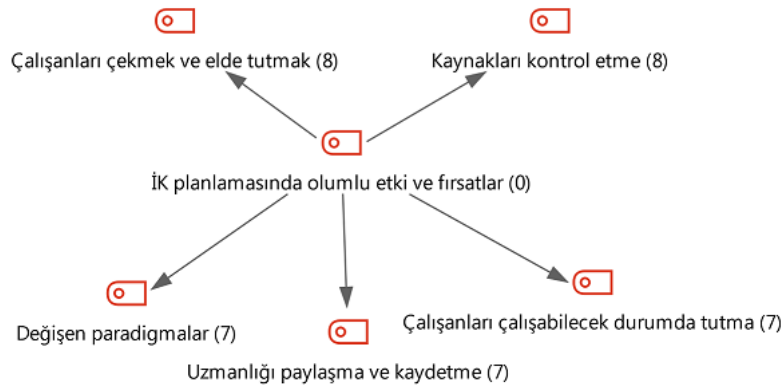 Çalışanları çekmek ve elde tutmak (8)
Kaynakları kontrol etme (8)
İK planlamasında olumlu etki ve fırsatlar (0)
Değişen paradigmalar (7)
Çalışanları çalışabilecek durumda tutma (7)
Uzmanlığı paylaşma ve kaydetme (7)